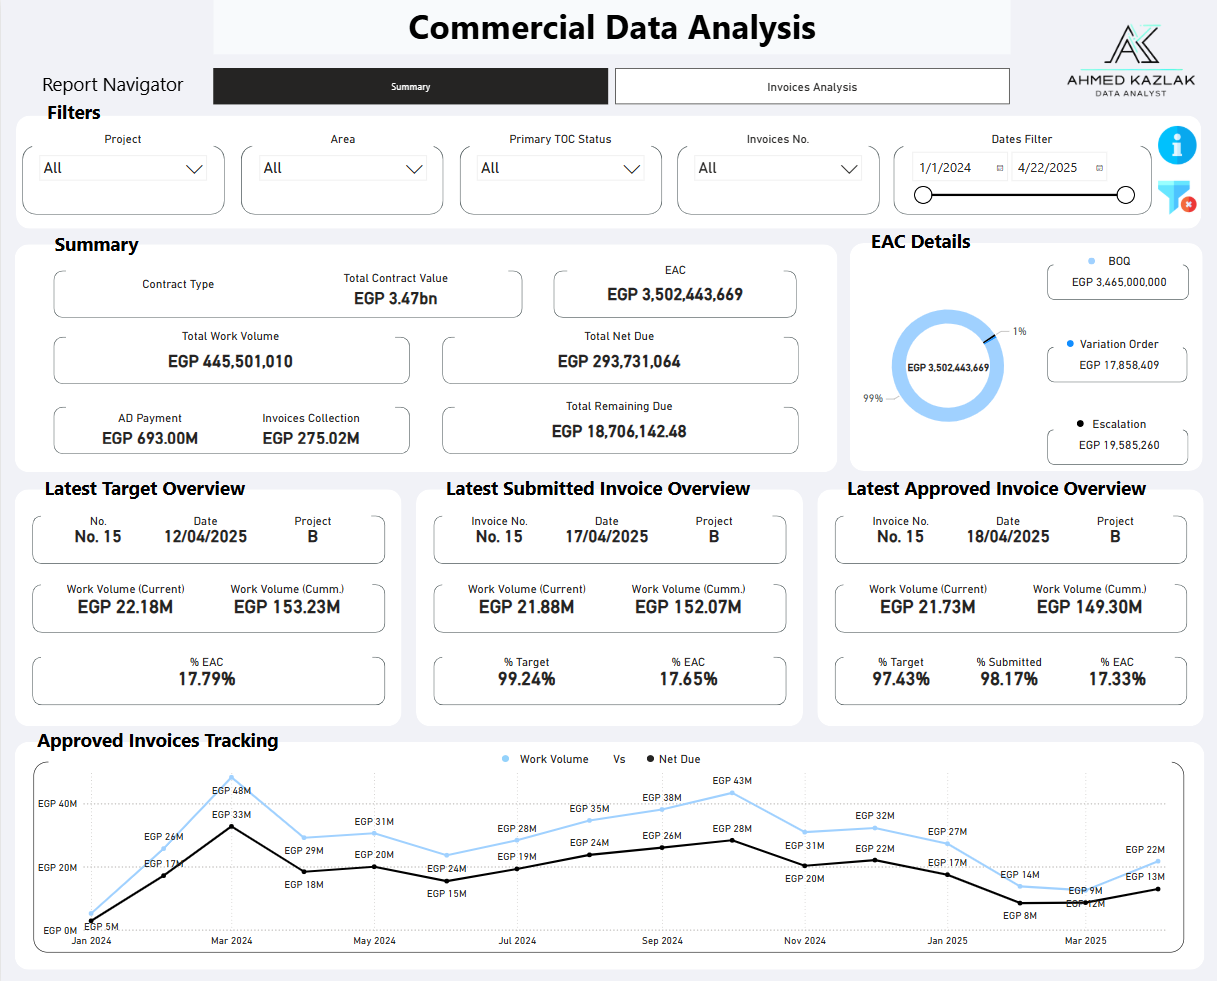 Commercial Data Analysis
Report Navigator
Summary
Invoices Analysis
AHMED KAZLAK
DATA ANALYST
Filters
Project
All
Area
All
Primary TOC Status
All
Invoices No.
All
Dates Filter
1/1/2024
4/22/2025
Summary
Contract Type
Total Contract Value
EGP 3.47bn
EAC
EGP 3,502,443,669
Total Work Volume
EGP 445,501,010
Total Net Due
EGP 293,731,064
AD Payment
EGP 693.00M
Invoices Collection
EGP 275.02M
Total Remaining Due
EGP 18,706,142.48
EAC Details
1%
EGP 3,502,443,669
99%
BOQ
EGP 3,465,000,000
Variation Order
EGP 17,858,409
Escalation
EGP 19,585,260
Latest Target Overview
No.
No. 15
Date
12/04/2025
Project
B
Work Volume (Current)
EGP 22.18M
Work Volume (Cumm.)
EGP 153.23M
% EAC
17.79%
Latest Submitted Invoice Overview
Invoice No.
No. 15
Date
17/04/2025
Project
B
Work Volume (Current)
EGP 21.88M
Work Volume (Cumm.)
EGP 152.07M
% Target
99.24%
% EAC
17.65%
Latest Approved Invoice Overview
Invoice No.
No. 15
Date
18/04/2025
Project
B
Work Volume (Current)
EGP 21.73M
Work Volume (Cumm.)
EGP 149.30M
% Target
97.43%
% Submitted
98.17%
% EAC
17.33%
Approved Invoices Tracking
Work Volume Vs Net Due
EGP 40M
EGP 20M
EGP 0M
EGP 26M
EGP 48M
EGP 29M
EGP 31M
EGP 24M
EGP 28M
EGP 35M
EGP 38M
EGP 43M
EGP 31M
EGP 32M
EGP 27M
EGP 14M
EGP 12M
EGP 22M
EGP 5M
EGP 17M
EGP 33M
EGP 18M
EGP 20M
EGP 15M
EGP 19M
EGP 24M
EGP 26M
EGP 28M
EGP 20M
EGP 22M
EGP 17M
EGP 8M
EGP 9M
EGP 13M
Jan 2024
Mar 2024
May 2024
Jul 2024
Sep 2024
Nov 2024
Jan 2025
Mar 2025